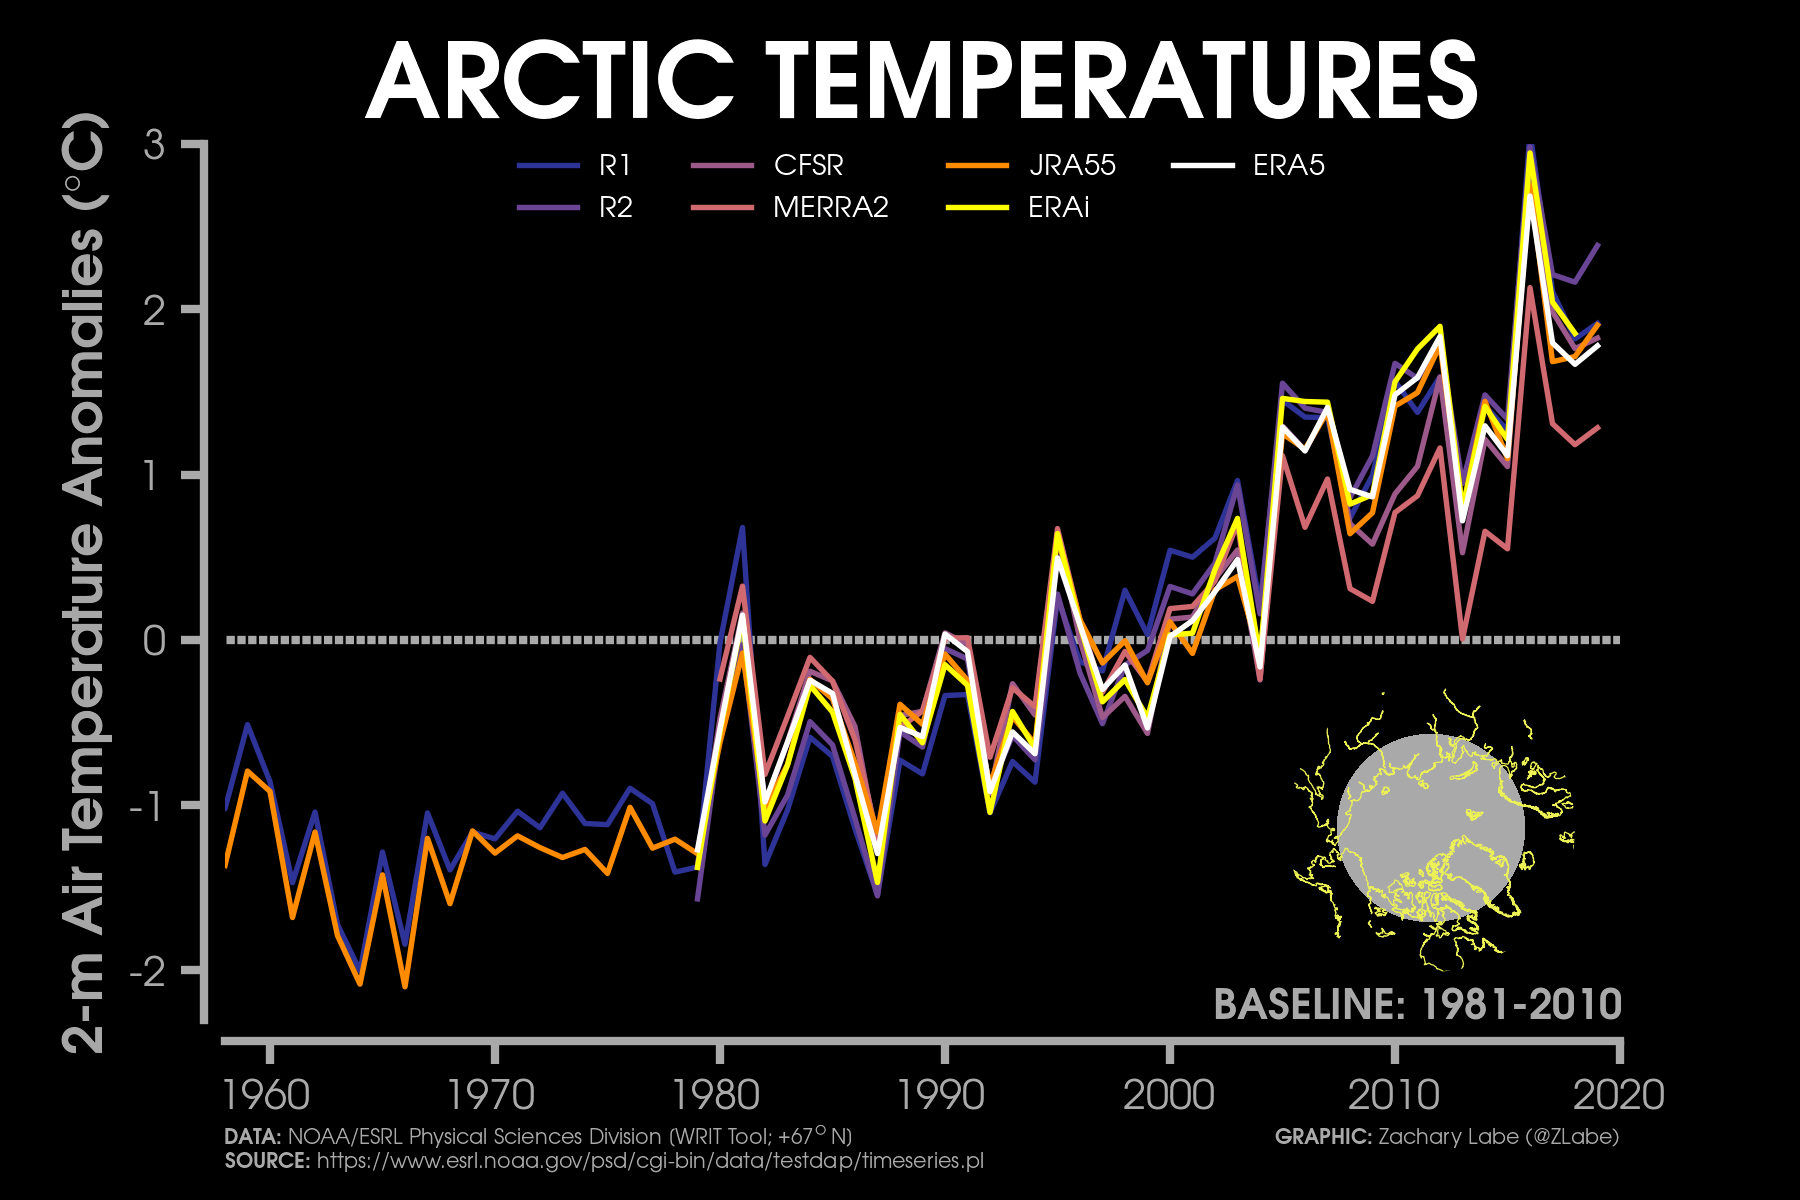 ARCTIC TEMPERATURES
2-m Air Temperature Anomalies (°C)
3
2
1
0
-1
-2
R1
CFSR
JRA55
ERA5
R2
MERRA2
ERAi
BASELINE: 1981-2010
1960
1970
1980
1990
2000
2010
2020
DATA: NOAA/ESRL Physical Sciences Division [WRIT Tool; +67° N]
GRAPHIC: Zachary Labe (@ZLabe)
SOURCE: https://www.esrl.noaa.gov/psd/cgi-bin/data/testdap/timeseries.pl